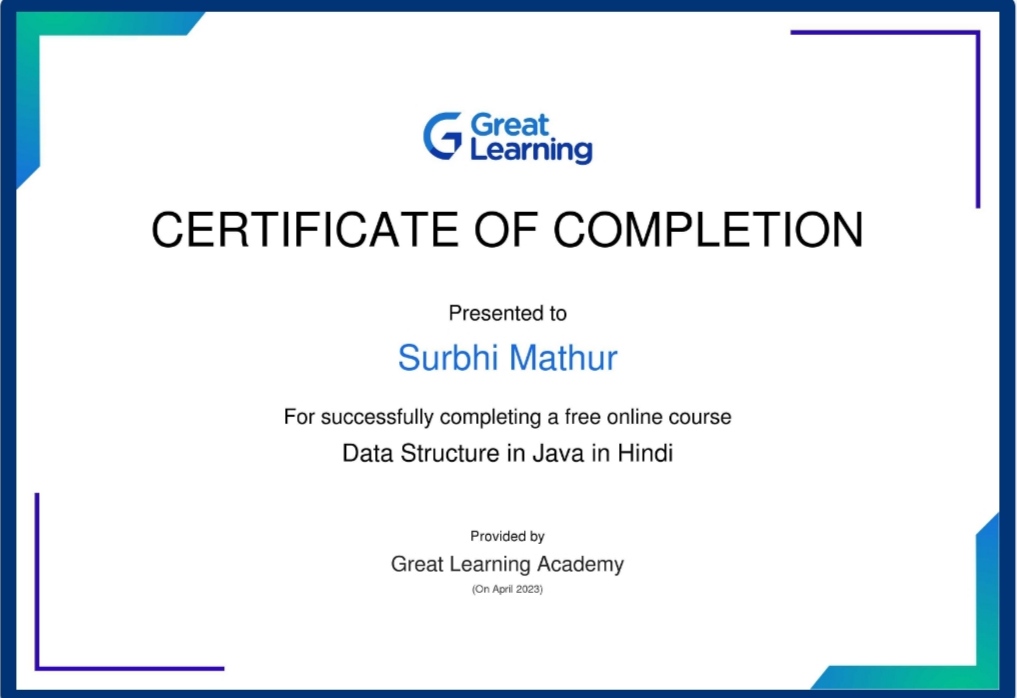 Great
Learning
CERTIFICATE OF COMPLETION
Presented to
Surbhi Mathur
For successfully completing a free online course
Data Structure in Java in Hindi
Provided by
Great Learning Academy
(On April 2023)